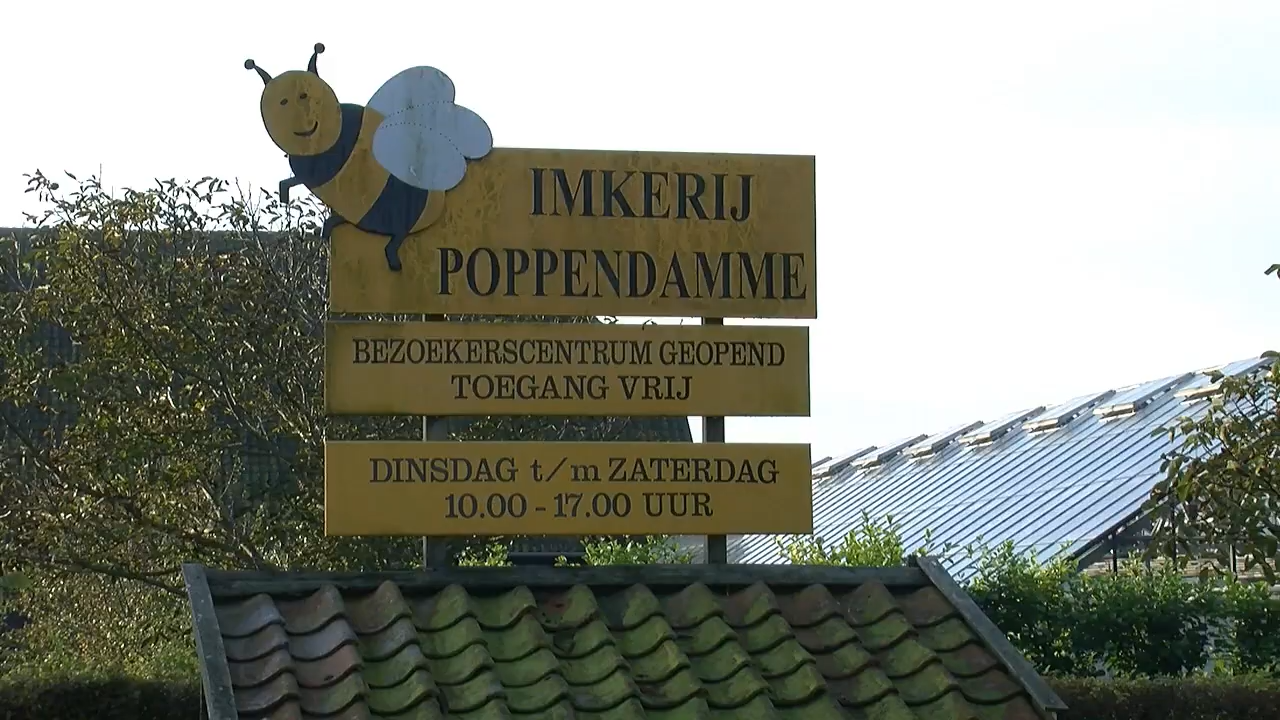 IMKERIJ
POPPENDAMME
BEZOEKERSCENTRUM GEOPEND
TOEGANG VRIJ
DINSDAG t/m ZATERDAG
10.00 - 17.00 UUR